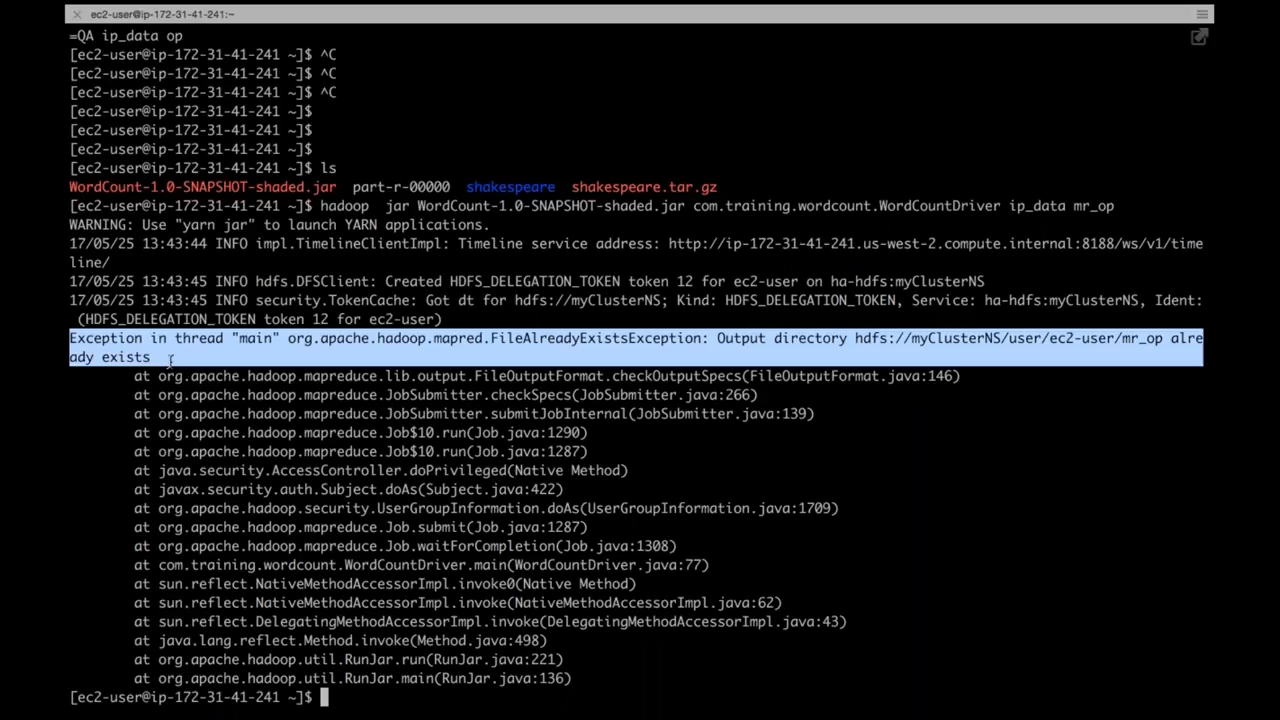 ec2-user@ip-172-31-41-241:~
=QA ip_data op
[ec2-user@ip-172-31-41-241 ~]$ ^C
[ec2-user@ip-172-31-41-241 ~]$ ^C
[ec2-user@ip-172-31-41-241 ~]$ ^C
[ec2-user@ip-172-31-41-241 ~]$
[ec2-user@ip-172-31-41-241 ~]$
[ec2-user@ip-172-31-41-241 ~]$
[ec2-user@ip-172-31-41-241 ~]$ ls
WordCount-1.0-SNAPSHOT-shaded.jar part-r-00000 shakespeare shakespeare.tar.gz
[ec2-user@ip-172-31-41-241 ~]$ hadoop jar WordCount-1.0-SNAPSHOT-shaded.jar com.training.wordcount.WordCountDriver ip_data mr_op
WARNING: Use "yarn jar" to launch YARN applications.
17/05/25 13:43:44 INFO impl.TimelineClientImpl: Timeline service address: http://ip-172-31-41-241.us-west-2.compute.internal:8188/ws/v1/time
line/
17/05/25 13:43:45 INFO hdfs.DFSClient: Created HDFS_DELEGATION_TOKEN token 12 for ec2-user on ha-hdfs:myClusterNS
17/05/25 13:43:45 INFO security.TokenCache: Got dt for hdfs://myClusterNS; Kind: HDFS_DELEGATION_TOKEN, Service: ha-hdfs:myClusterNS, Ident:
(HDFS_DELEGATION_TOKEN token 12 for ec2-user)
Exception in thread "main" org.apache.hadoop.mapred.FileAlreadyExistsException: Output directory hdfs://myClusterNS/user/ec2-user/mr_op alre
ady exists
at org.apache.hadoop.mapreduce.lib.output.FileOutputFormat.checkOutputSpecs(FileOutputFormat.java:146)
at org.apache.hadoop.mapreduce.JobSubmitter.checkSpecs(JobSubmitter.java:266)
at org.apache.hadoop.mapreduce.JobSubmitter.submitJobInternal(JobSubmitter.java:139)
at org.apache.hadoop.mapreduce.Job$10.run(Job.java:1290)
at org.apache.hadoop.mapreduce.Job$10.run(Job.java:1287)
at java.security.AccessController.doPrivileged(Native Method)
at javax.security.auth.Subject.doAs(Subject.java:422)
at org.apache.hadoop.security.UserGroupInformation.doAs(UserGroupInformation.java:1709)
at org.apache.hadoop.mapreduce.Job.submit(Job.java:1287)
at org.apache.hadoop.mapreduce.Job.waitForCompletion(Job.java:1308)
at com.training.wordcount.WordCountDriver.main(WordCountDriver.java:77)
at sun.reflect.NativeMethodAccessorImpl.invoke0(Native Method)
at sun.reflect.NativeMethodAccessorImpl.invoke(NativeMethodAccessorImpl.java:62)
at sun.reflect.DelegatingMethodAccessorImpl.invoke(DelegatingMethodAccessorImpl.java:43)
at java.lang.reflect.Method.invoke(Method.java:498)
at org.apache.hadoop.util.RunJar.run(RunJar.java:221)
at org.apache.hadoop.util.RunJar.main(RunJar.java:136)
[ec2-user@ip-172-31-41-241 ~]$